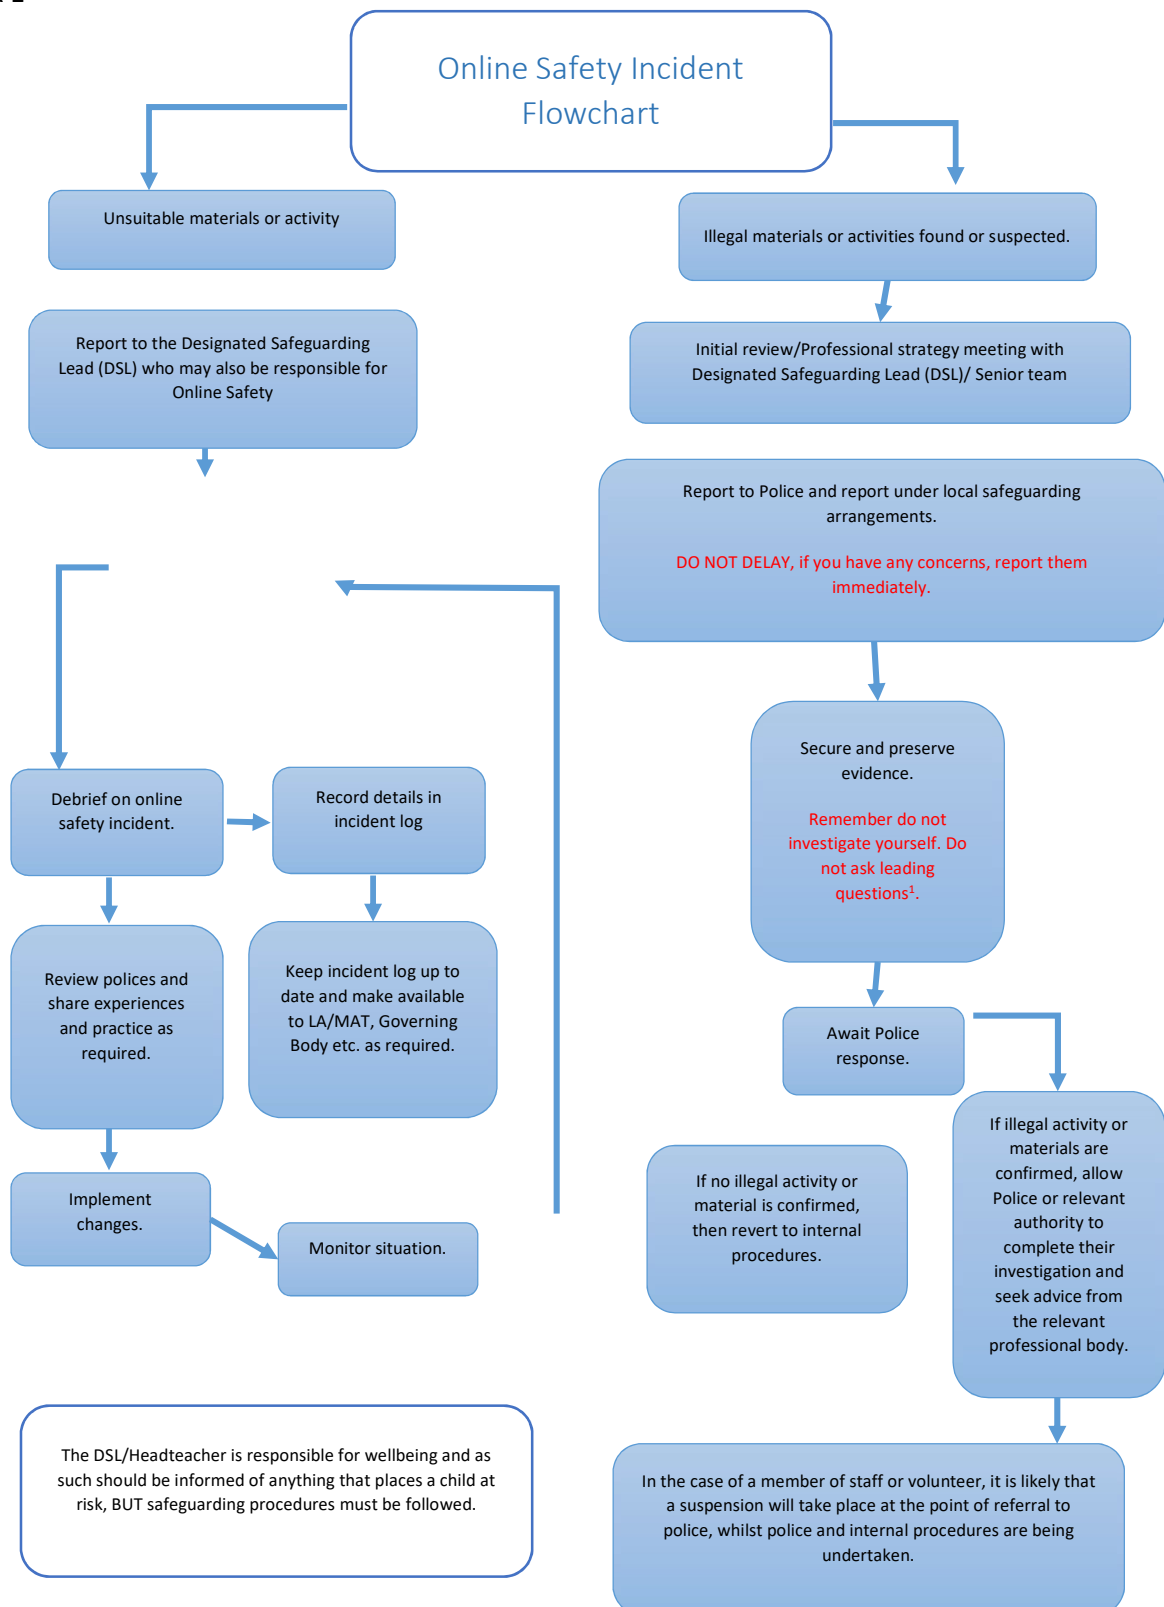 Online Safety Incident
Flowchart
Unsuitable materials or activity
Report to the Designated Safeguarding
Lead (DSL) who may also be responsible for
Online Safety
Debrief on online
safety incident.
Record details in
incident log
Review polices and
share experiences
and practice as
required.
Keep incident log up to
date and make available
to LA/MAT, Governing
Body etc. as required.
Implement
changes.
Monitor situation.
The DSL/Headteacher is responsible for wellbeing and as
such should be informed of anything that places a child at
risk, BUT safeguarding procedures must be followed.
Illegal materials or activities found or suspected.
Initial review/Professional strategy meeting with
Designated Safeguarding Lead (DSL)/ Senior team
Report to Police and report under local safeguarding
arrangements.
DO NOT DELAY, if you have any concerns, report them
immediately.
Secure and preserve
evidence.
Remember do not
investigate yourself. Do
not ask leading
questions¹.
Await Police
response.
If no illegal activity or
material is confirmed,
then revert to internal
procedures.
If illegal activity or
materials are
confirmed, allow
Police or relevant
authority to
complete their
investigation and
seek advice from
the relevant
professional body.
In the case of a member of staff or volunteer, it is likely that
a suspension will take place at the point of referral to
police, whilst police and internal procedures are being
undertaken.